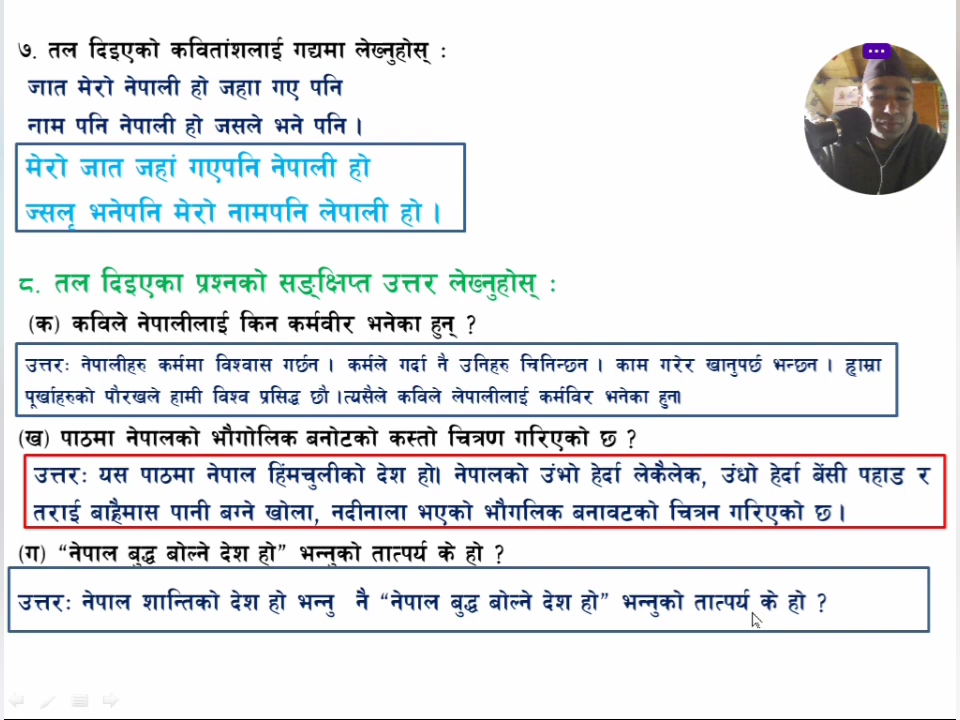 ७. तल दिइएको कवितांशलाई गद्यमा लेख्नुहोस् :
जात मेरो नेपाली हो जहाा गए पनि
नाम पनि नेपाली हो जसले भने पनि ।
मेरो जात जहां गएपनि नेपाली हो
ज्सलृ भनेपनि मेरो नामपनि लेपाली हो ।
८. तल दिइएका प्रश्नको सङ्क्षिप्त उत्तर लेख्नुहोस् :
(क) कविले नेपालीलाई किन कर्मवीर भनेका हुन् ?
उत्तरः नेपालीहरु कर्ममा विश्वास गर्छन । कर्मले गर्दा नै उनिहरु चिनिन्छन । काम गरेर खानुपर्छ भन्छन । ह्राम्रा
पूर्खाहरुको पौरखले हामी विश्व प्रसिद्ध छौ ।त्यसैले कविले लेपालीलाई कर्मविर भनेका हुन।
(ख) पाठमा नेपालको भौगोलिक बनोटको कस्तो चित्रण गरिएको छ ?
उत्तरः यस पाठमा नेपाल हिंमचुलीको देश हो। नेपालको उंभो हेर्दा लेकैलेक, उंधो हेर्दा बेंसी पहाड र
तराई बाह्रैमास पानी बग्ने खोला, नदीनाला भएको भौगलिक बनावटको चित्रन गरिएको छ ।
(ग) “नेपाल बुद्ध बोल्ने देश हो” भन्नुको तात्पर्य के हो ?
उत्तरः नेपाल शान्तिको देश हो भन्नु नै “नेपाल बुद्ध बोल्ने देश हो” भन्नुको तात्पर्य के हो ?